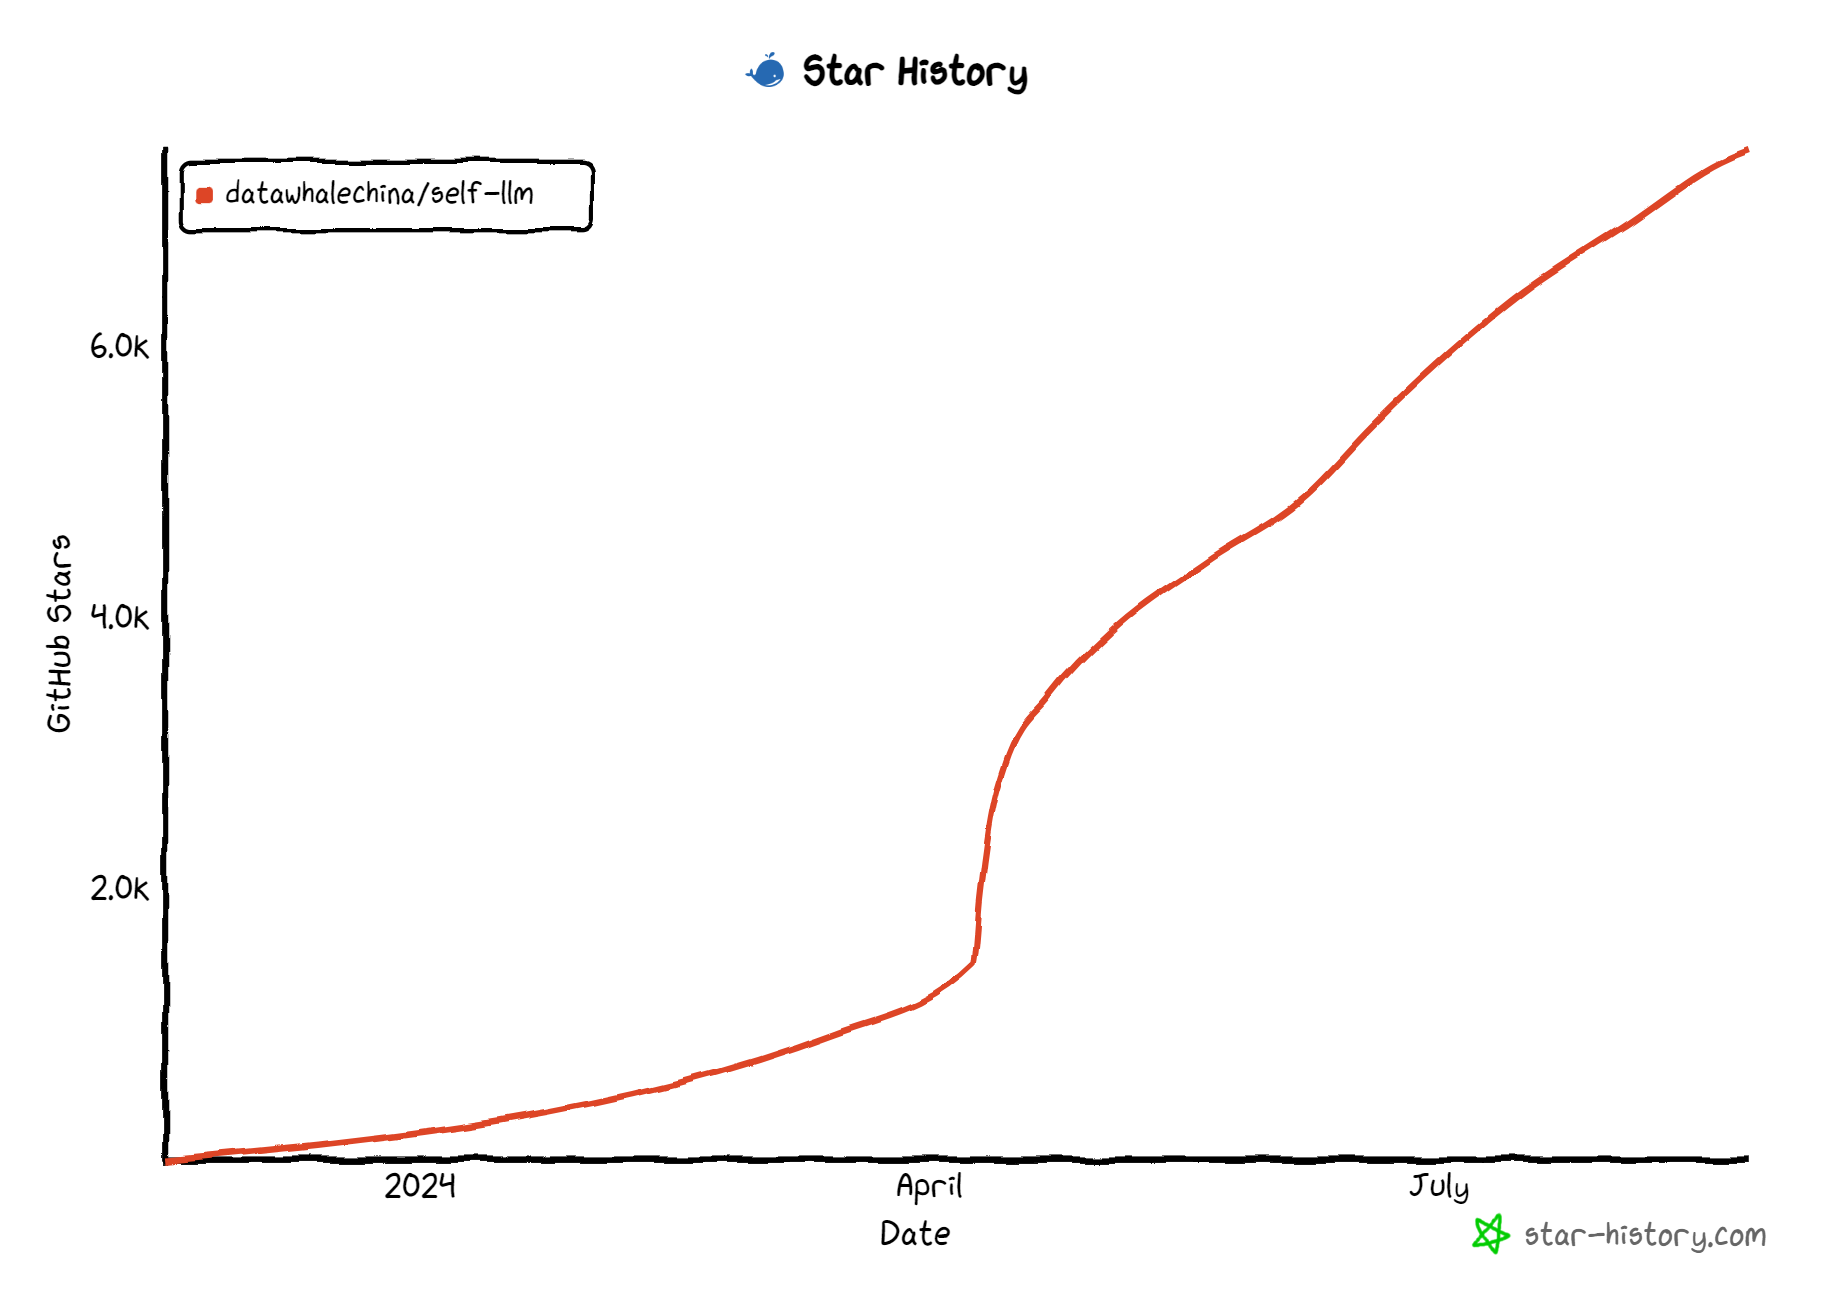 Star History
datawhalechina/self-llm
6.0k
4.0k
2.0k
GitHub Stars
2024
April
July
Date
star-history.com